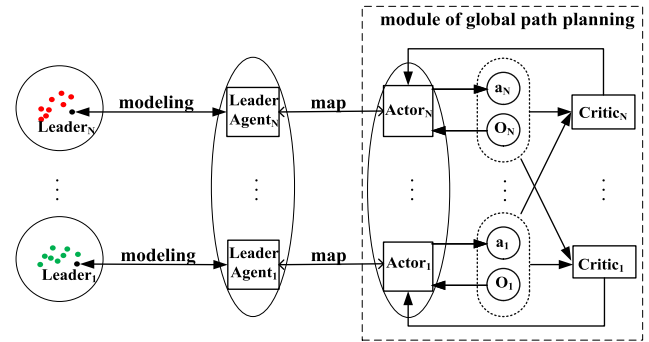 module of global path planning
modeling
Leader
Agent_N
map
Actor_N
a_N
O_N
Critic_N
Leader_N
modeling
Leader
Agent_1
map
Actor_1
a_1
O_1
Critic_1
Leader_1